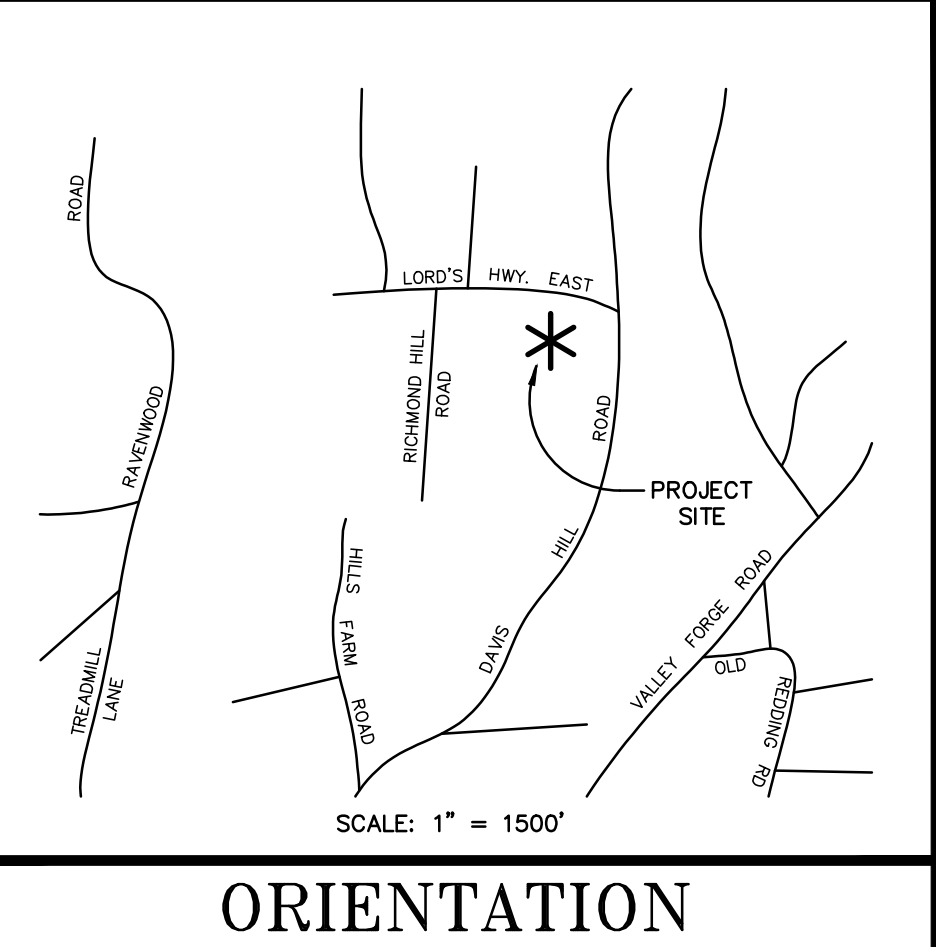 ROAD
RAVENWOOD
TREADMILL
LANE
LORD'S HWY. EAST
RICHMOND HILL
ROAD
HILLS FARM ROAD
DAVIS HILL ROAD
PROJECT
SITE
VALLEY FORGE ROAD
OLD REDDING RD
SCALE: 1" = 1500'
ORIENTATION